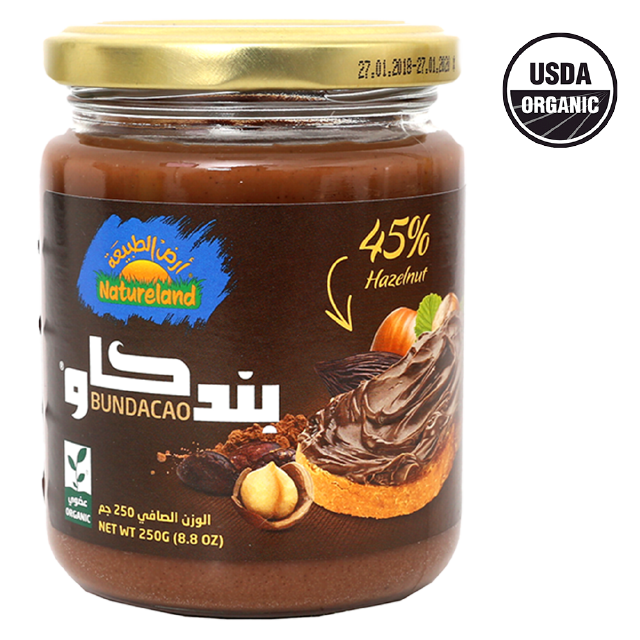 27.01.2018-27.01.20
USDA
ORGANIC
45%
Hazelnut
أرض الطبيعة
Natureland
بندكاو
BUNDACAO
عضوي
ORGANIC
الوزن الصافي 250 جم
NET WT 250G (8.8 OZ)